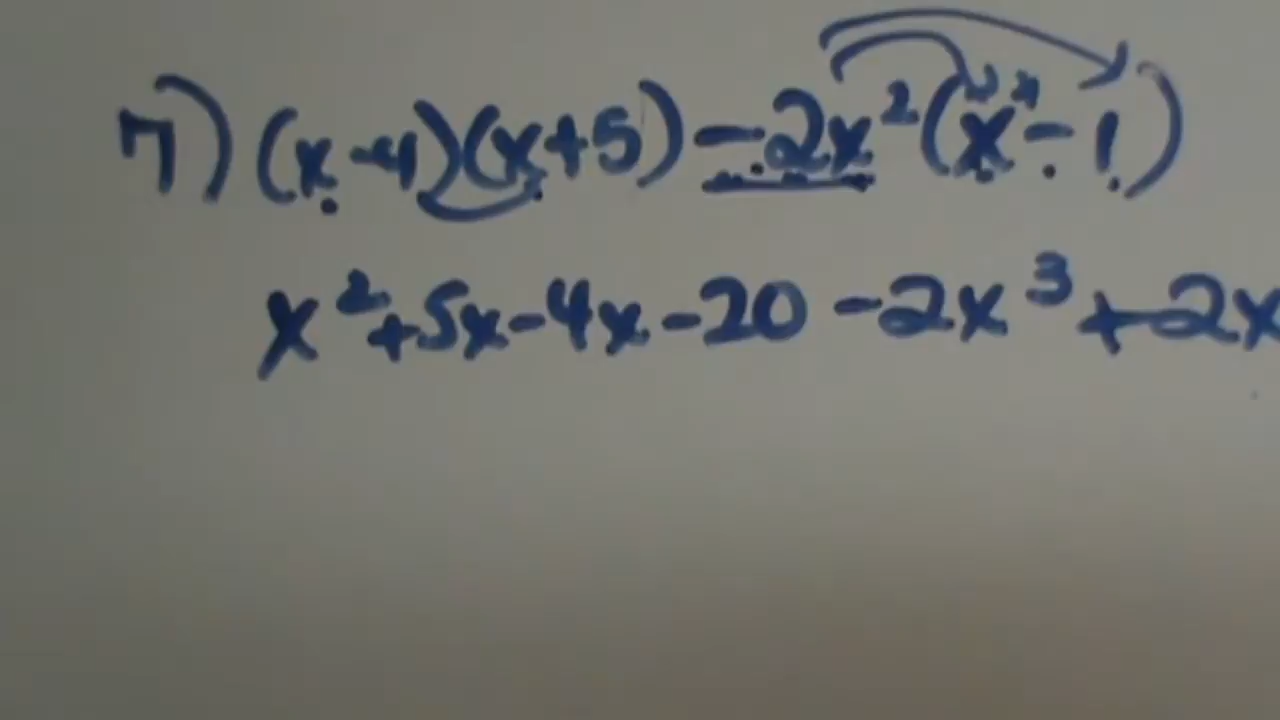 7) (x-4)(x+5) - 2x²(x - 1)
x² + 5x - 4x - 20 - 2x³ + 2x